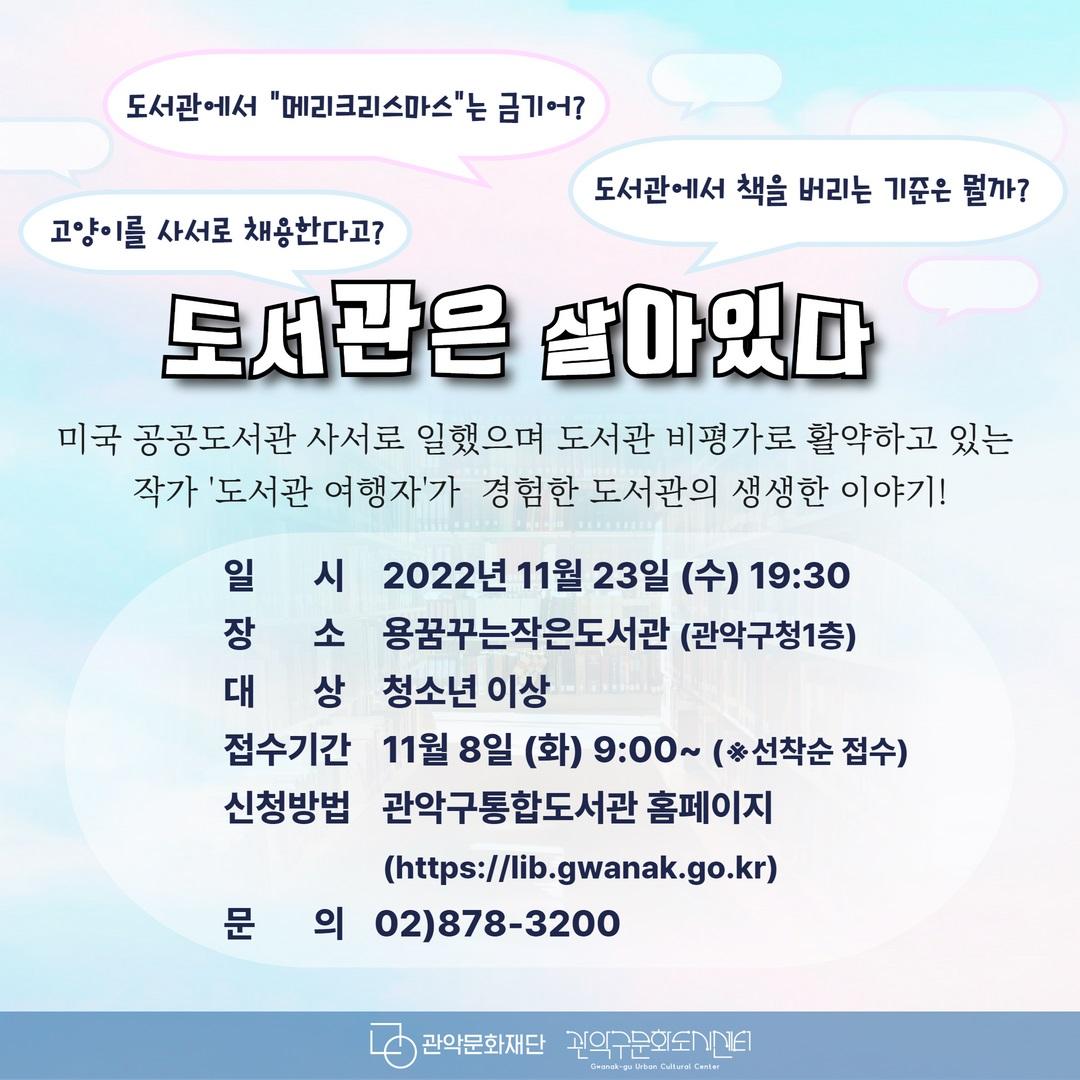 도서관에서 "메리크리스마스"는 금기어?
도서관에서 책을 버리는 기준은 뭘까?
고양이를 사서로 채용한다고?
도서관은 살아있다
미국 공공도서관 사서로 일했으며 도서관 비평가로 활약하고 있는
작가 '도서관 여행자'가 경험한 도서관의 생생한 이야기!
일 시 2022년 11월 23일 (수) 19:30
장 소 용꿈꾸는작은도서관 (관악구청1층)
대 상 청소년 이상
접수기간 11월 8일 (화) 9:00~ (※선착순 접수)
신청방법 관악구통합도서관 홈페이지
(https://lib.gwanak.go.kr)
문 의 02)878-3200
관악문화재단 관악구문화도시센터
Gwanak-gu Urban Cultural Center